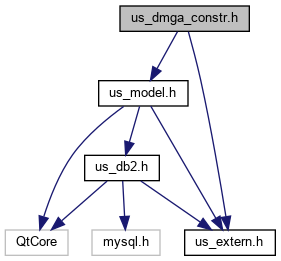 us_dmga_constr.h
us_model.h
us_db2.h
QtCore
mysql.h
us_extern.h